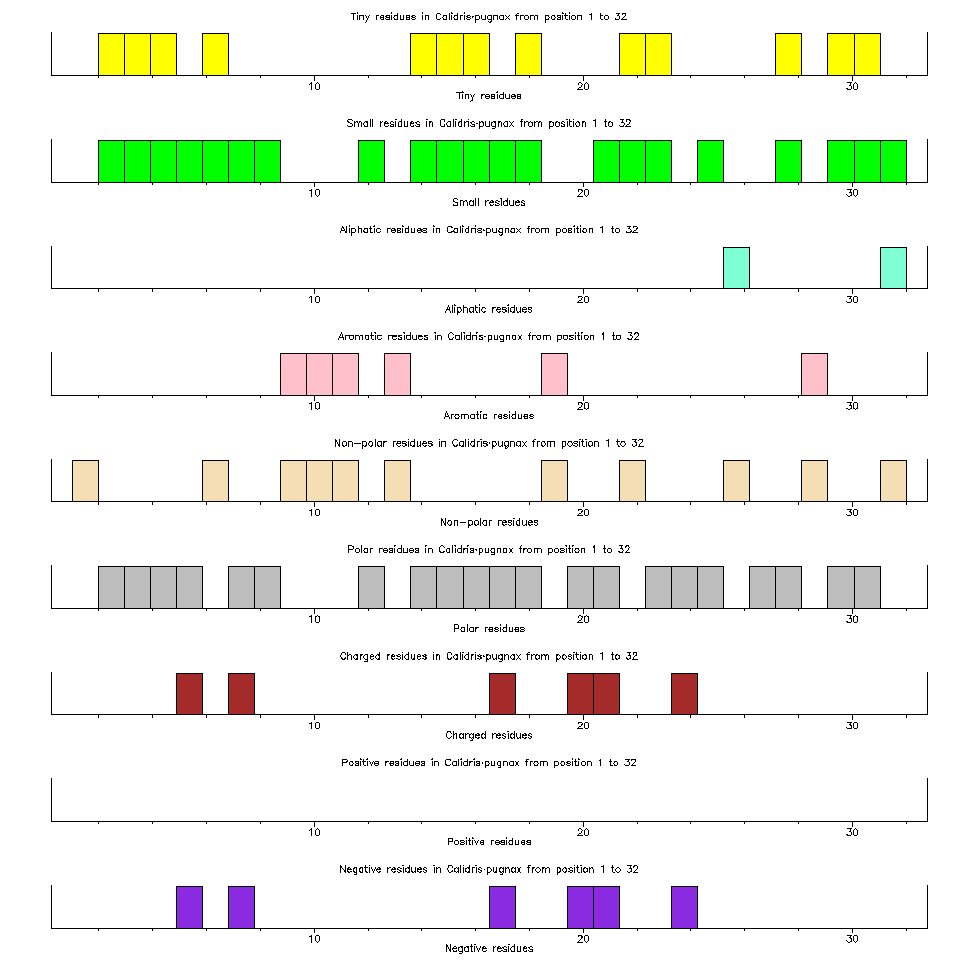 Tiny residues in Calidris-pugnax from position 1 to 32
10 20 30
Tiny residues
Small residues in Calidris-pugnax from position 1 to 32
10 20 30
Small residues
Aliphatic residues in Calidris-pugnax from position 1 to 32
10 20 30
Aliphatic residues
Aromatic residues in Calidris-pugnax from position 1 to 32
10 20 30
Aromatic residues
Non-polar residues in Calidris-pugnax from position 1 to 32
10 20 30
Non-polar residues
Polar residues in Calidris-pugnax from position 1 to 32
10 20 30
Polar residues
Charged residues in Calidris-pugnax from position 1 to 32
10 20 30
Charged residues
Positive residues in Calidris-pugnax from position 1 to 32
10 20 30
Positive residues
Negative residues in Calidris-pugnax from position 1 to 32
10 20 30
Negative residues